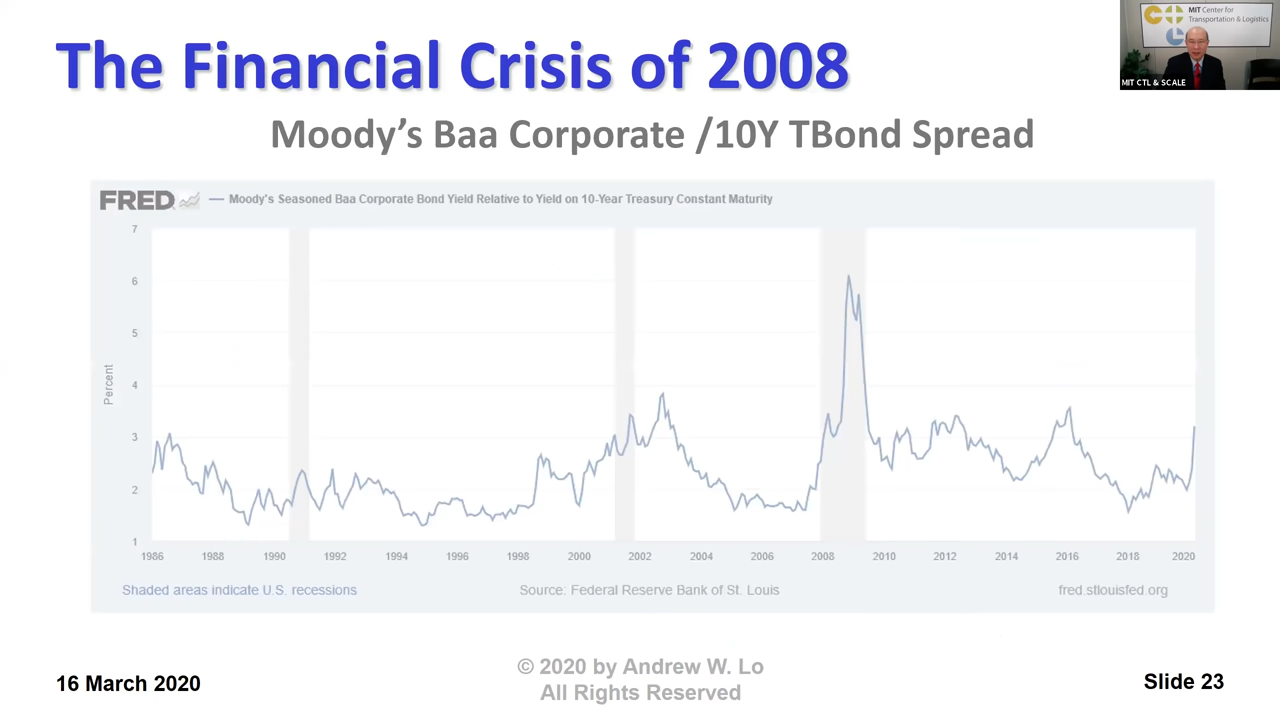 The Financial Crisis of 2008
MIT Center for
Transportation & Logistics
MIT CTL & SCALE
Moody's Baa Corporate /10Y TBond Spread
FRED
Moody's Seasoned Baa Corporate Bond Yield Relative to Yield on 10-Year Treasury Constant Maturity
7
6
5
4
3
2
1
Percent
1986 1988 1990 1992 1994 1996 1998 2000 2002 2004 2006 2008 2010 2012 2014 2016 2018 2020
Shaded areas indicate U.S. recessions
Source: Federal Reserve Bank of St. Louis
fred.stlouisfed.org
16 March 2020
© 2020 by Andrew W. Lo
All Rights Reserved
Slide 23